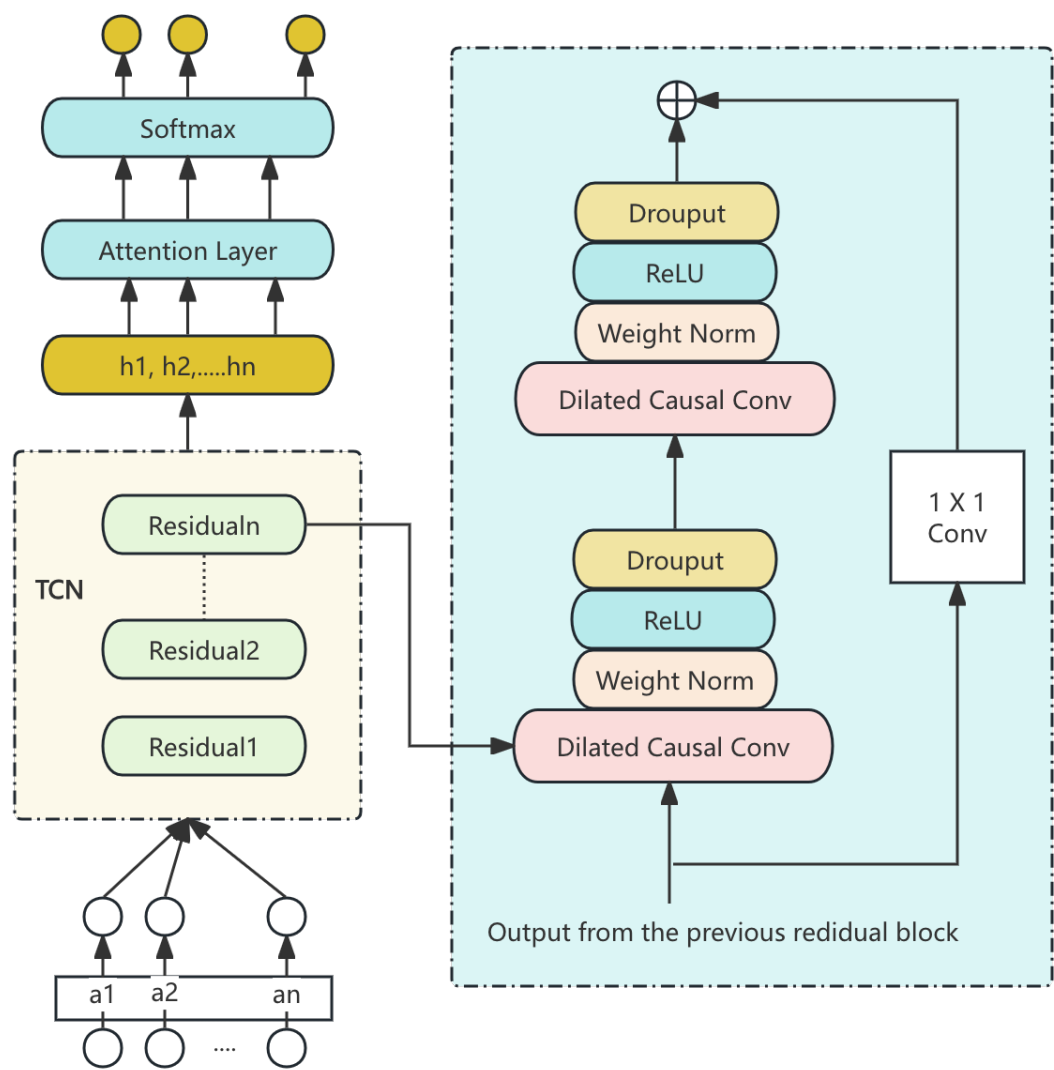 Softmax
Attention Layer
h1, h2,.....hn
TCN
Residualn
Residual2
Residual1
a1 a2 an
....
Drouput
ReLU
Weight Norm
Dilated Causal Conv
Drouput
ReLU
Weight Norm
Dilated Causal Conv
1 X 1
Conv
Output from the previous redidual block